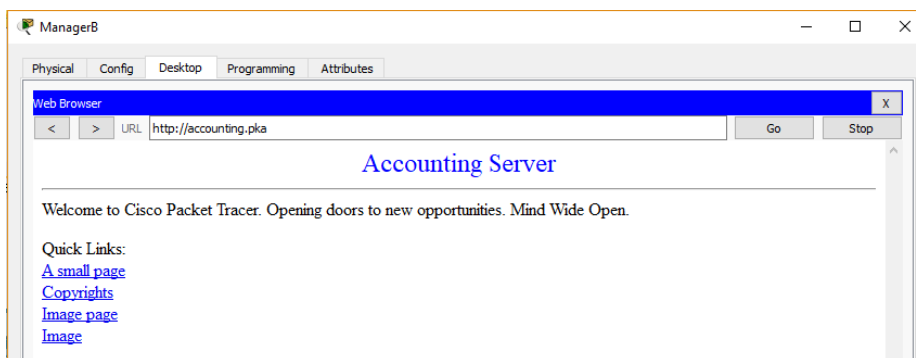 ManagerB
Physical Config Desktop Programming Attributes
Web Browser X
< > URL http://accounting.pka Go Stop
Accounting Server
Welcome to Cisco Packet Tracer. Opening doors to new opportunities. Mind Wide Open.
Quick Links:
A small page
Copyrights
Image page
Image